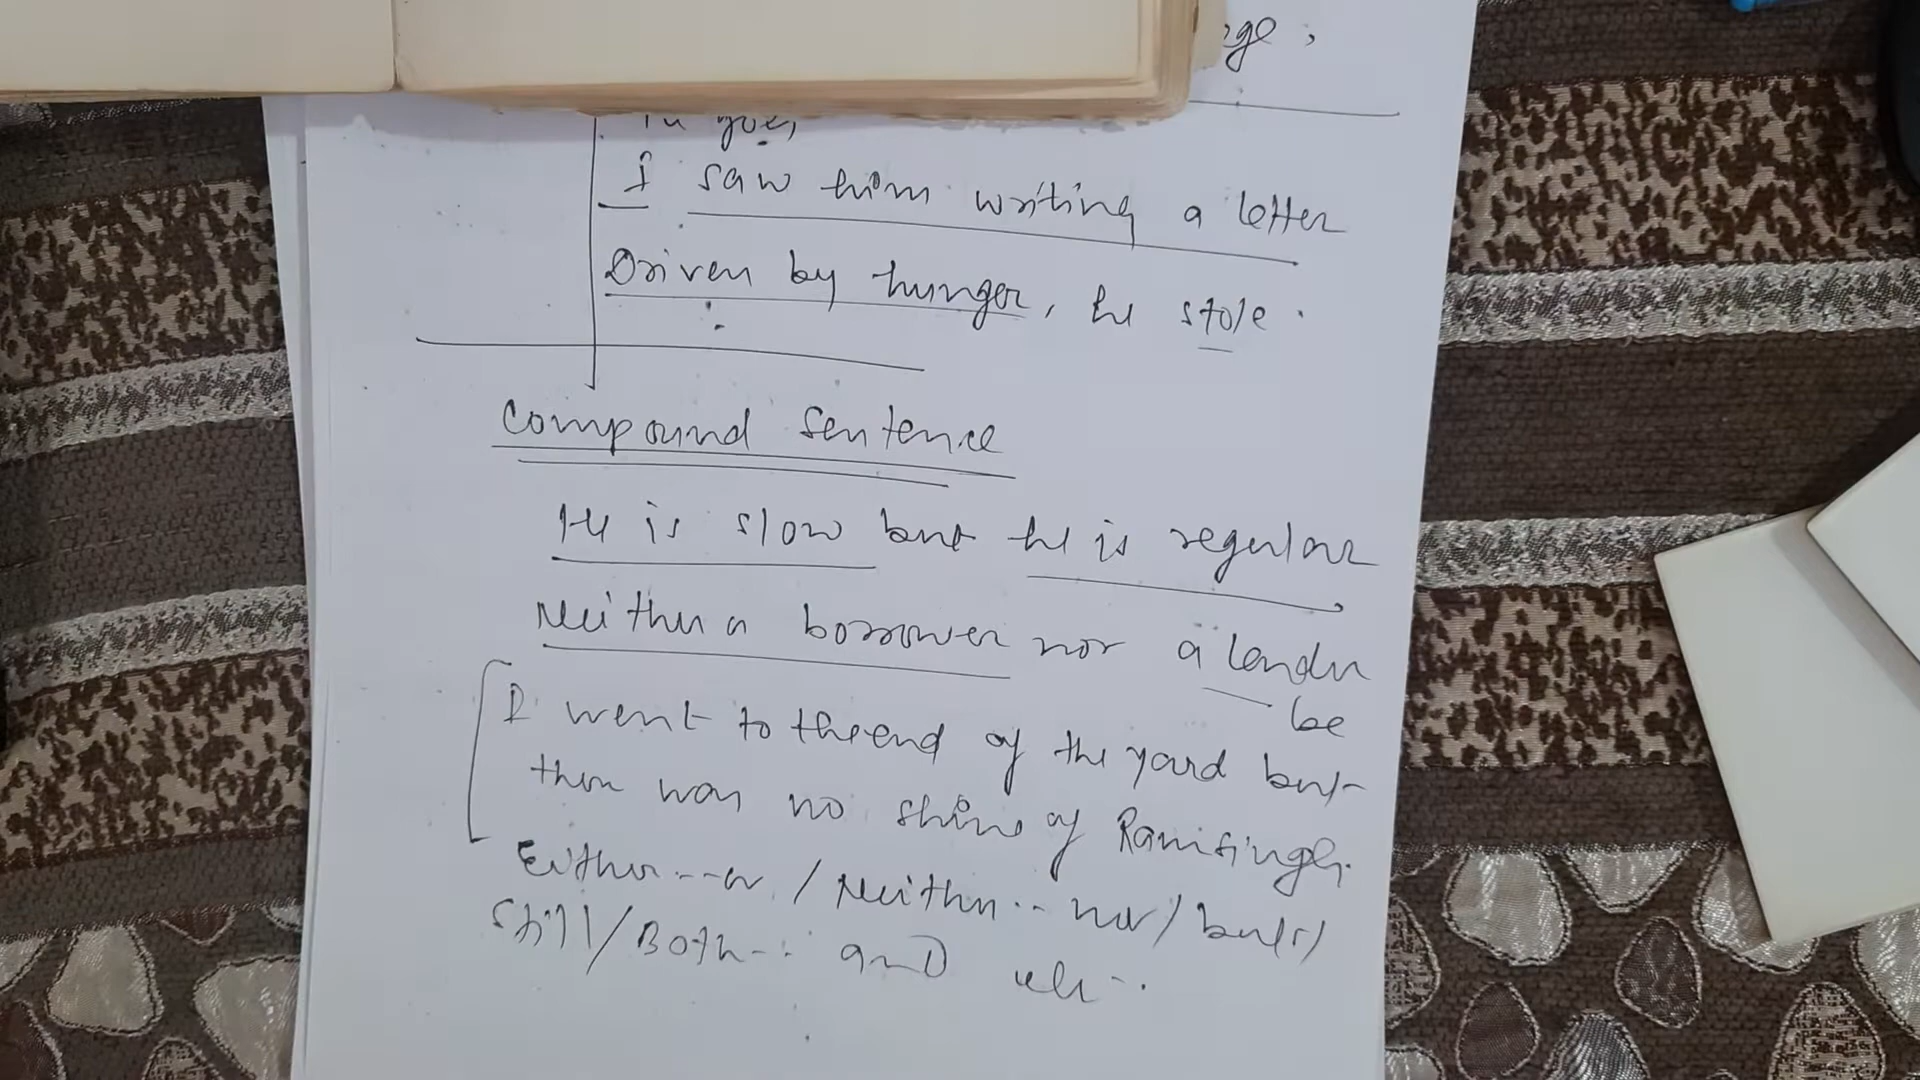 I saw him writing a letter
Driven by hunger, he stole.
Compound Sentence
He is slow but he is regular
Neither a borrower nor a lender
be
I went to the end of the yard but
there was no shine of Ramisingh.
Either --- or / Neither -- nor / but /
Still / Both -- and